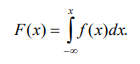 F(x) = ∫_{-∞}^{x} f(x)dx.